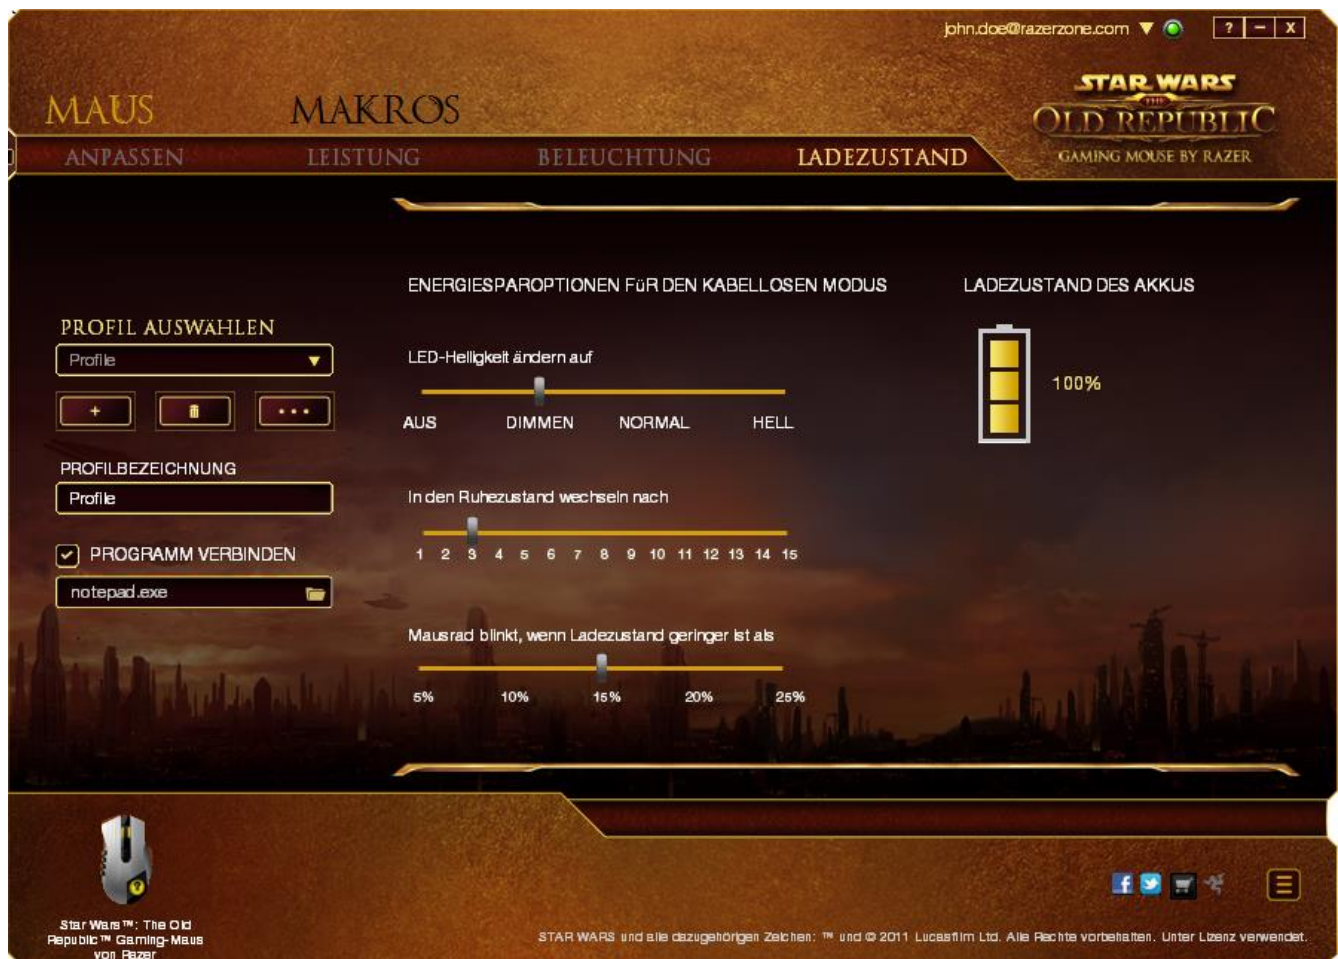 john.doe@razerzone.com
? – X
MAUS MAKROS
STAR WARS
THE
OLD REPUBLIC
GAMING MOUSE BY RAZER
ANPASSEN LEISTUNG BELEUCHTUNG LADEZUSTAND
PROFIL AUSWÄHLEN
Profile
+ ...
PROFILBEZEICHNUNG
Profile
PROGRAMM VERBINDEN
notepad.exe
ENERGIESPAROPTIONEN FüR DEN KABELLOSEN MODUS
LED-Helligkeit ändern auf
AUS DIMMEN NORMAL HELL
In den Ruhezustand wechseln nach
1 2 3 4 5 6 7 8 9 10 11 12 13 14 15
Mausrad blinkt, wenn Ladezustand geringer ist als
5% 10% 15% 20% 25%
LADEZUSTAND DES AKKUS
100%
Star Wars™: The Old
Republic™ Gaming-Maus
von Razer
STAR WARS und alle dazugehörigen Zeichen: ™ und © 2011 Lucasfilm Ltd. Alle Rechte vorbehalten. Unter Lizenz verwendet.